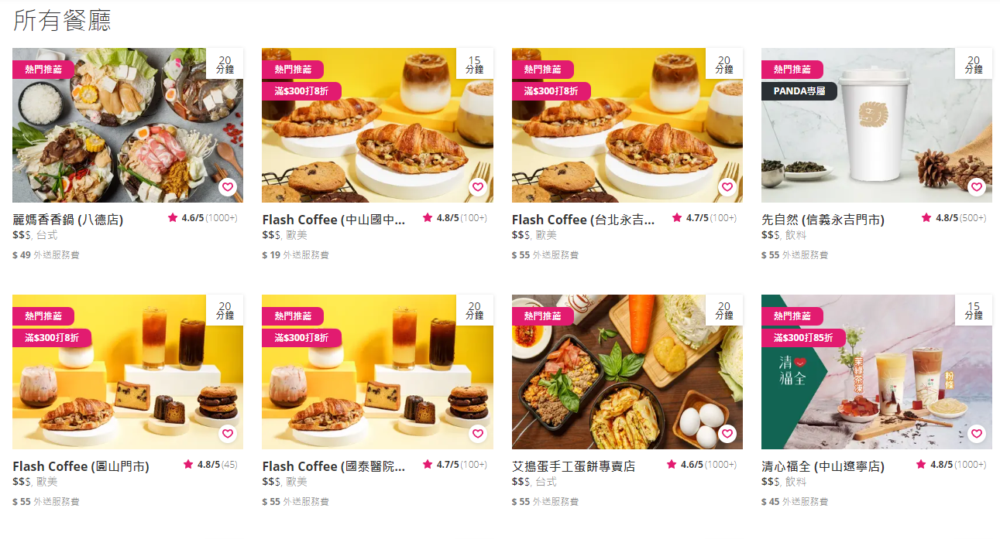 所有餐廳
熱門推薦
20
分鐘
麗媽香香鍋 (八德店)
4.6/5 (1000+)
$$$, 台式
$ 49 外送服務費
熱門推薦
滿$300打8折
15
分鐘
Flash Coffee (中山國中...
4.8/5 (100+)
$$$, 歐美
$ 19 外送服務費
熱門推薦
滿$300打8折
20
分鐘
Flash Coffee (台北永吉...
4.7/5 (100+)
$$$, 歐美
$ 55 外送服務費
熱門推薦
PANDA專屬
20
分鐘
先自然 (信義永吉門市)
4.8/5 (500+)
$$$, 飲料
$ 55 外送服務費
熱門推薦
滿$300打8折
20
分鐘
Flash Coffee (圓山門市)
4.8/5 (45)
$$$, 歐美
$ 55 外送服務費
熱門推薦
滿$300打8折
20
分鐘
Flash Coffee (國泰醫院...
4.7/5 (100+)
$$$, 歐美
$ 55 外送服務費
熱門推薦
20
分鐘
艾搗蛋手工蛋餅專賣店
4.6/5 (1000+)
$$$, 台式
$ 55 外送服務費
熱門推薦
滿$300打85折
15
分鐘
清
福全
粉條
清心福全 (中山遼寧店)
4.8/5 (1000+)
$$$, 飲料
$ 45 外送服務費